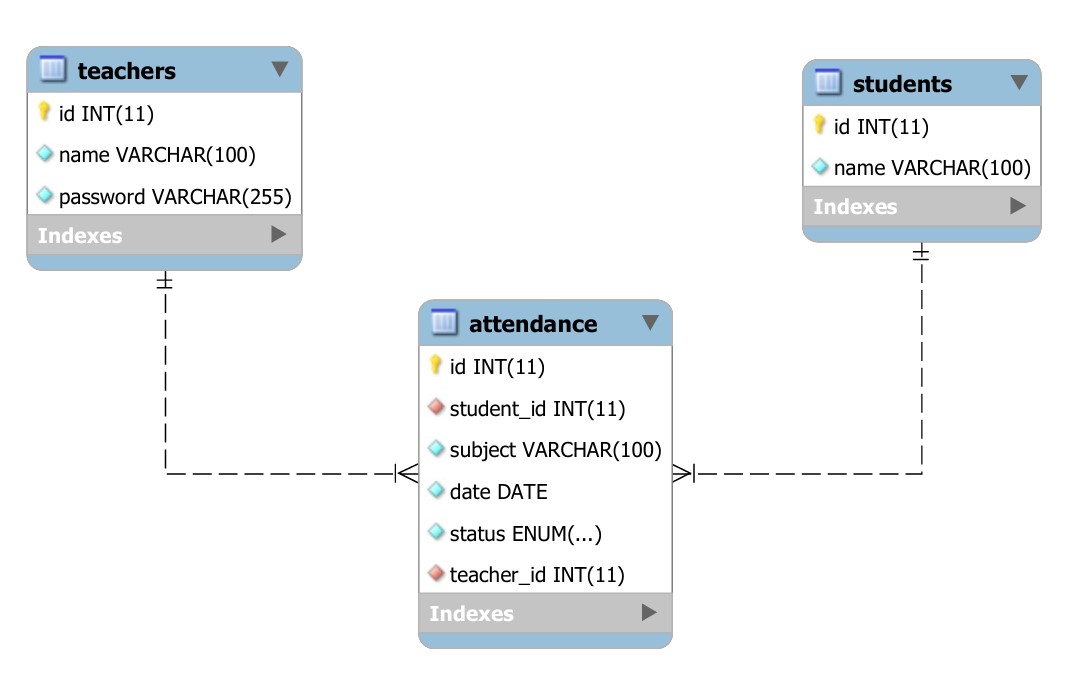 teachers
id INT(11)
name VARCHAR(100)
password VARCHAR(255)
Indexes
students
id INT(11)
name VARCHAR(100)
Indexes
attendance
id INT(11)
student_id INT(11)
subject VARCHAR(100)
date DATE
status ENUM(...)
teacher_id INT(11)
Indexes